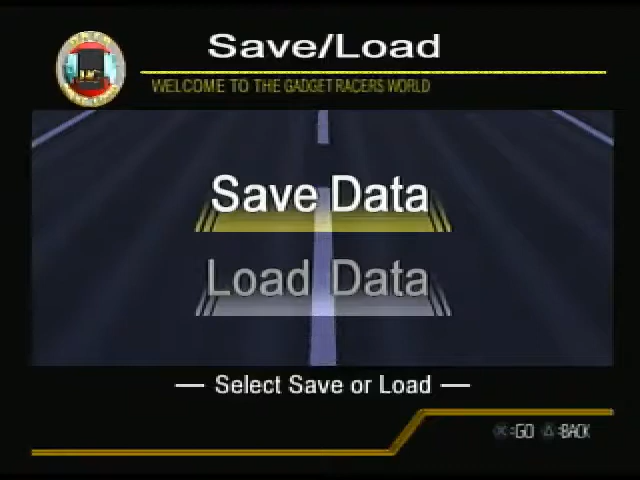 Save/Load
WELCOME TO THE GADGET RACERS WORLD
Save Data
Load Data
— Select Save or Load —
:GO :BACK